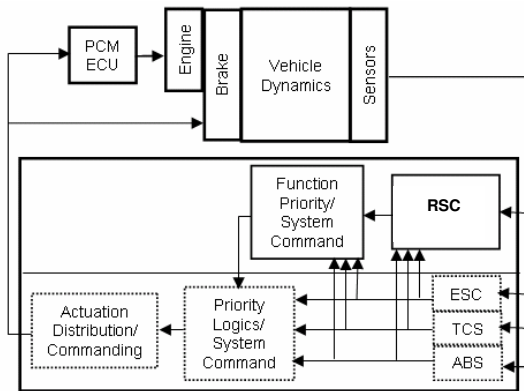 PCM
ECU
Engine
Brake
Vehicle
Dynamics
Sensors
Function
Priority/
System
Command
RSC
Actuation
Distribution/
Commanding
Priority
Logics/
System
Command
ESC
TCS
ABS